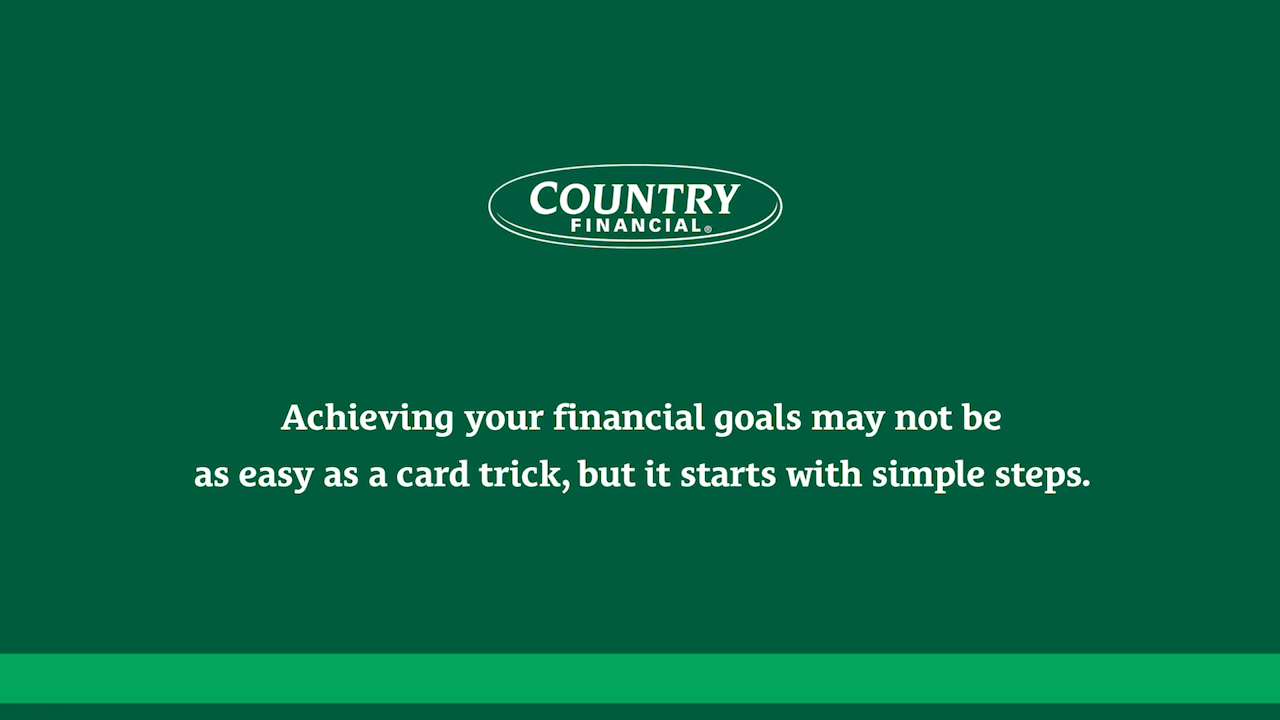 COUNTRY
FINANCIAL®
Achieving your financial goals may not be
as easy as a card trick, but it starts with simple steps.